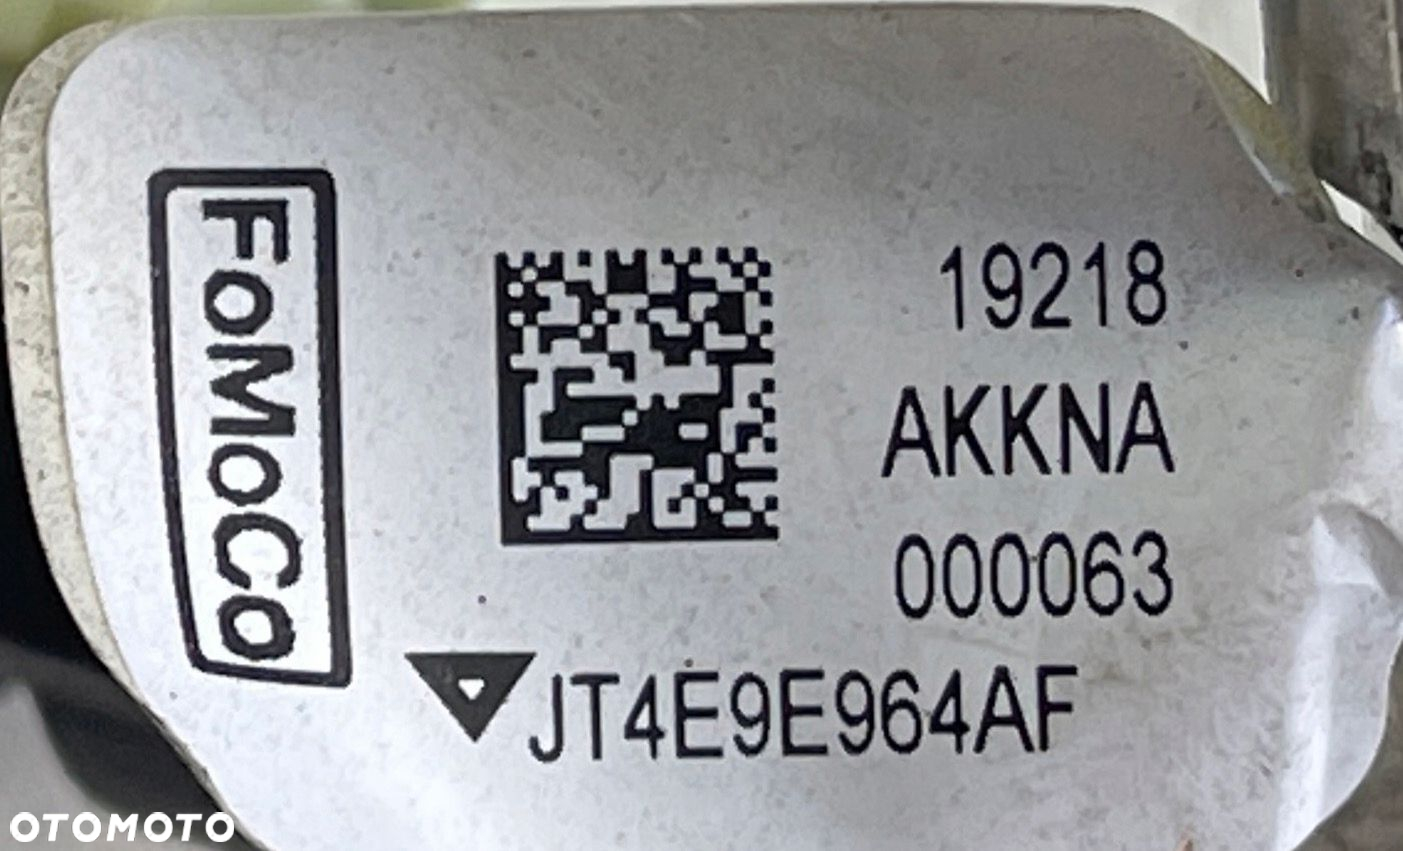 FoMoCo
19218
AKKNA
000063
JT4E9E964AF
OTOMOTO